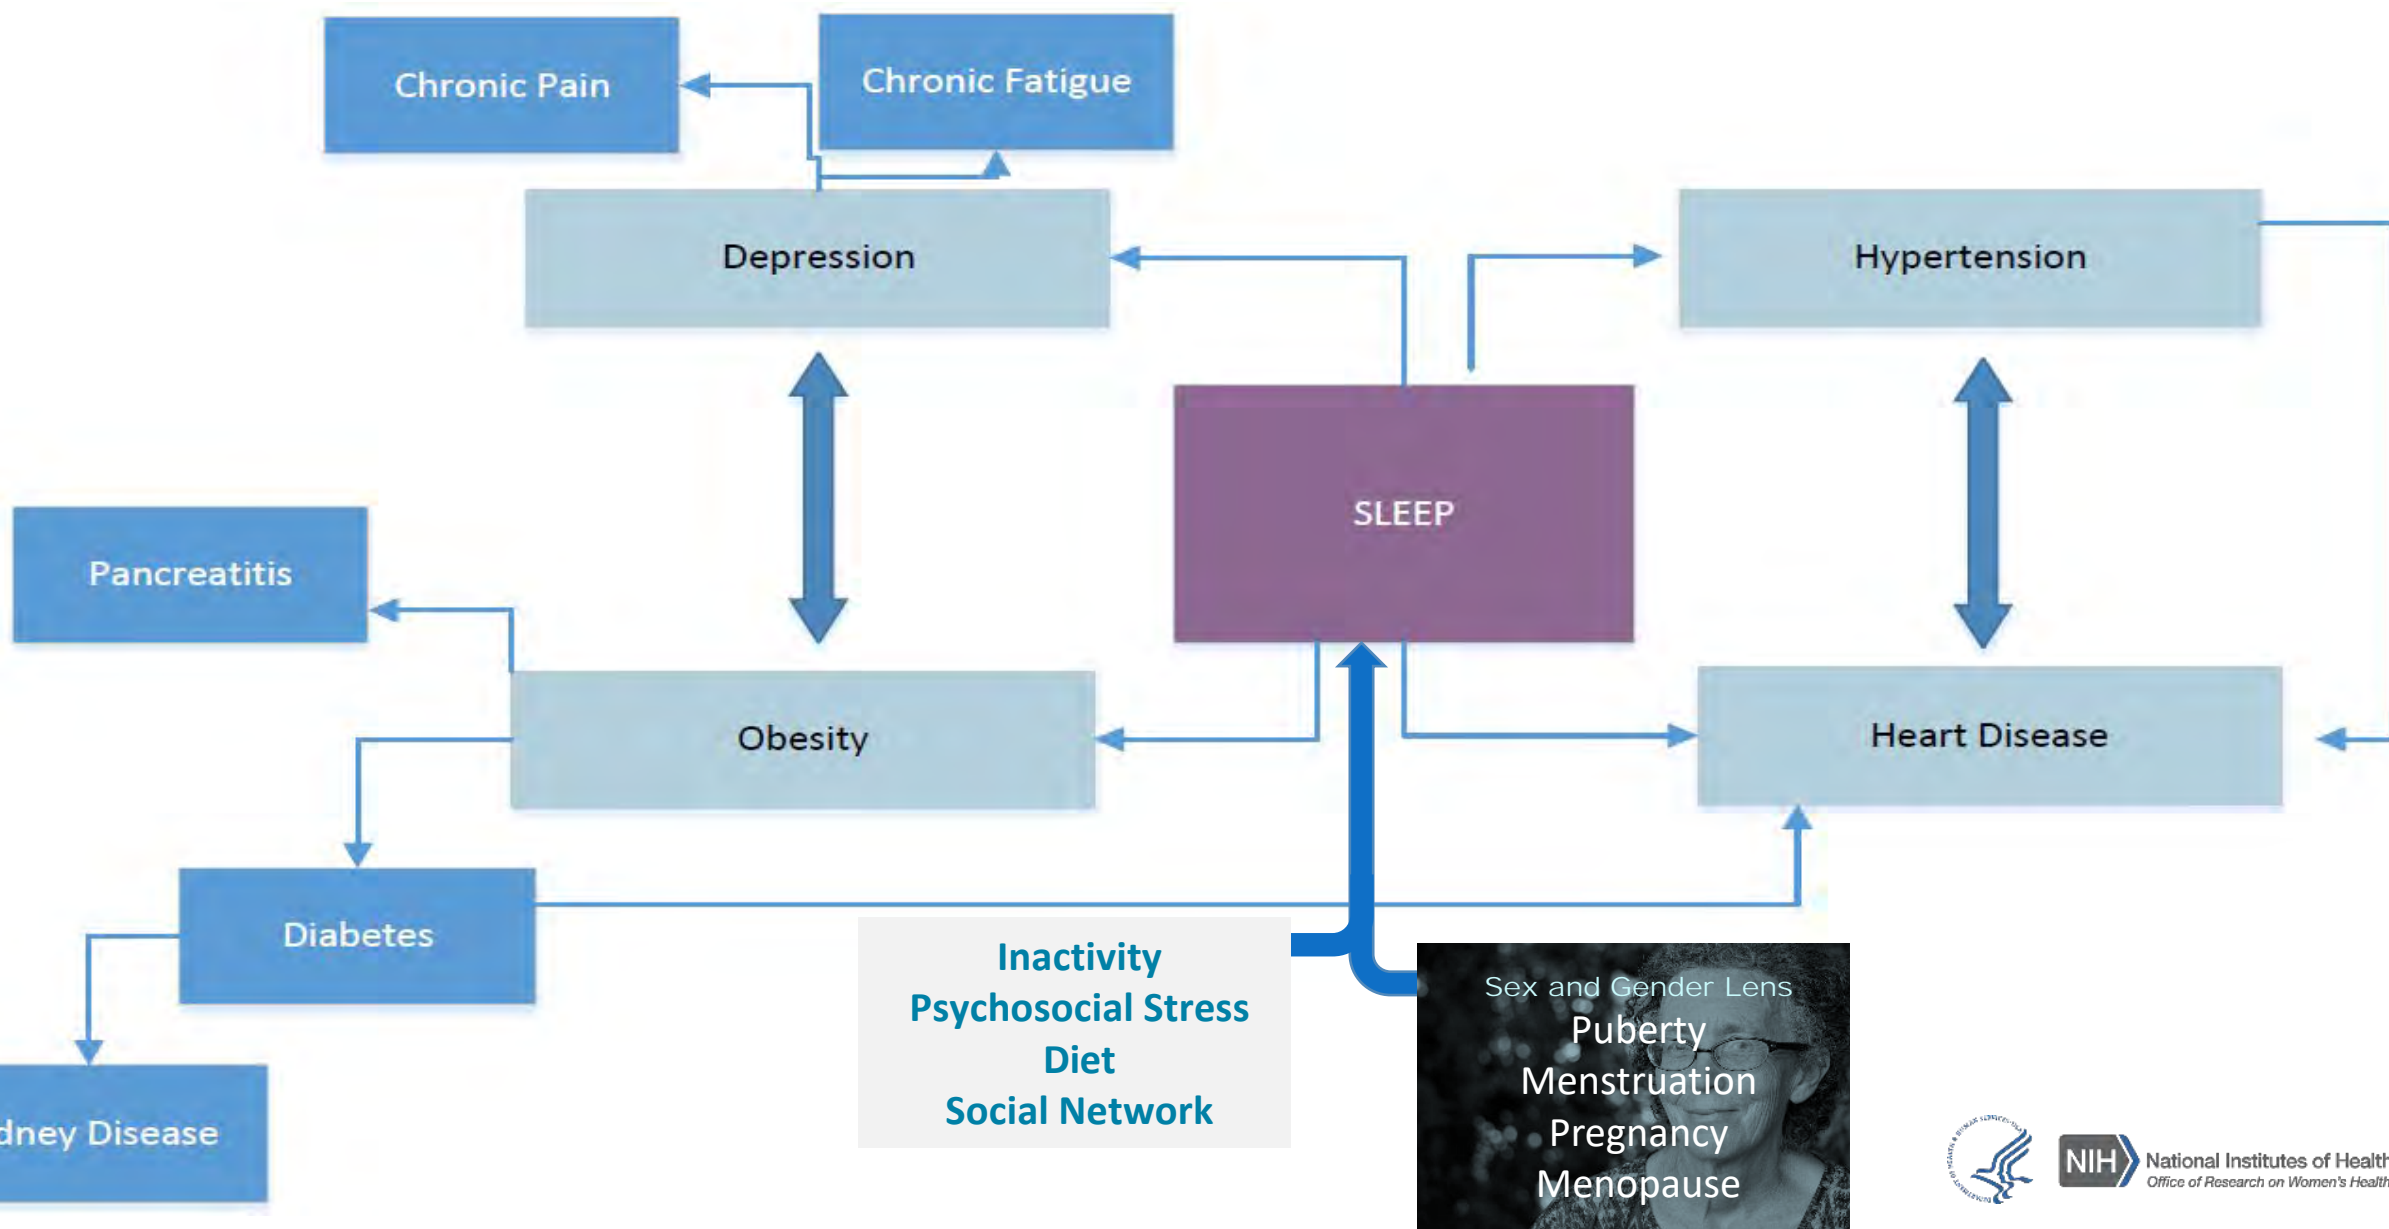 Chronic Pain
Chronic Fatigue
Depression
Hypertension
SLEEP
Pancreatitis
Obesity
Heart Disease
Diabetes
Inactivity
Psychosocial Stress
Diet
Social Network
Sex and Gender Lens
Puberty
Menstruation
Pregnancy
Menopause
dney Disease
NIH
National Institutes of Health
Office of Research on Women's Health